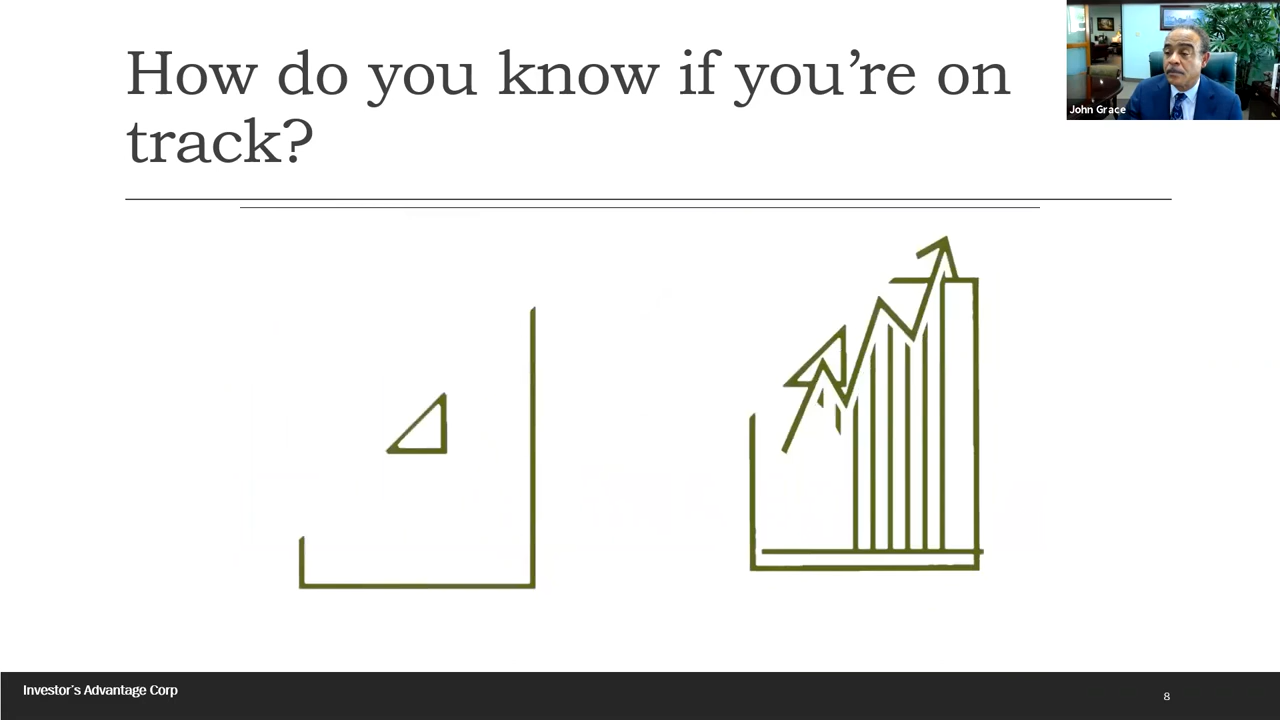 How do you know if you’re on
track?
John Grace
Investor’s Advantage Corp
8